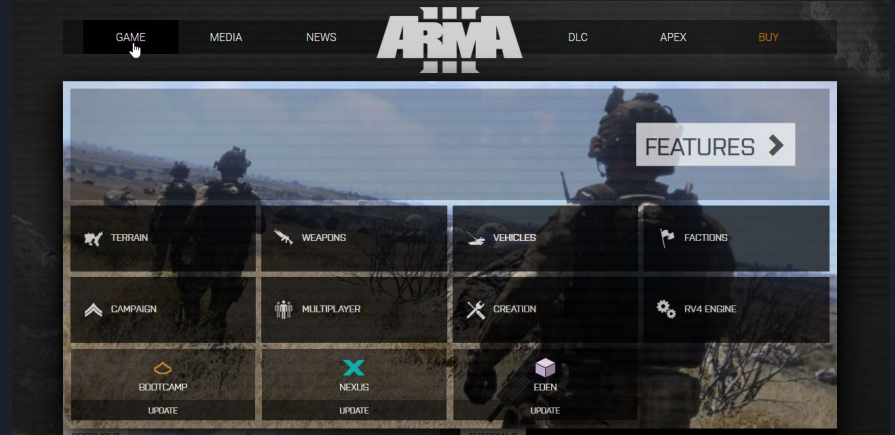 GAME MEDIA NEWS ARMA III DLC APEX BUY
FEATURES
TERRAIN WEAPONS VEHICLES FACTIONS
CAMPAIGN MULTIPLAYER CREATION RV4 ENGINE
BOOTCAMP NEXUS EDEN
UPDATE UPDATE UPDATE